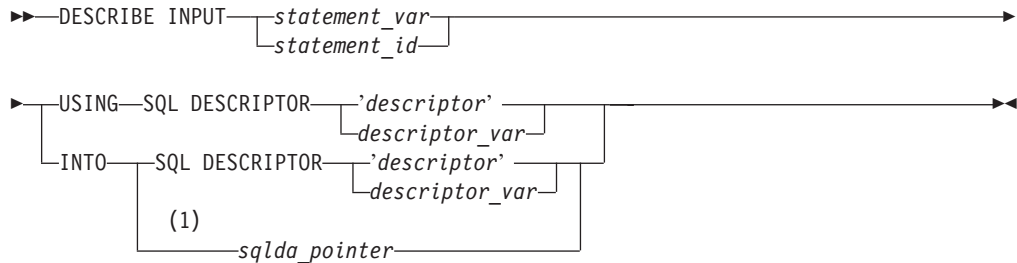 DESCRIBE INPUT statement_var
statement_id
USING SQL DESCRIPTOR 'descriptor'
descriptor_var
INTO SQL DESCRIPTOR 'descriptor'
descriptor_var
(1)
sqlda_pointer